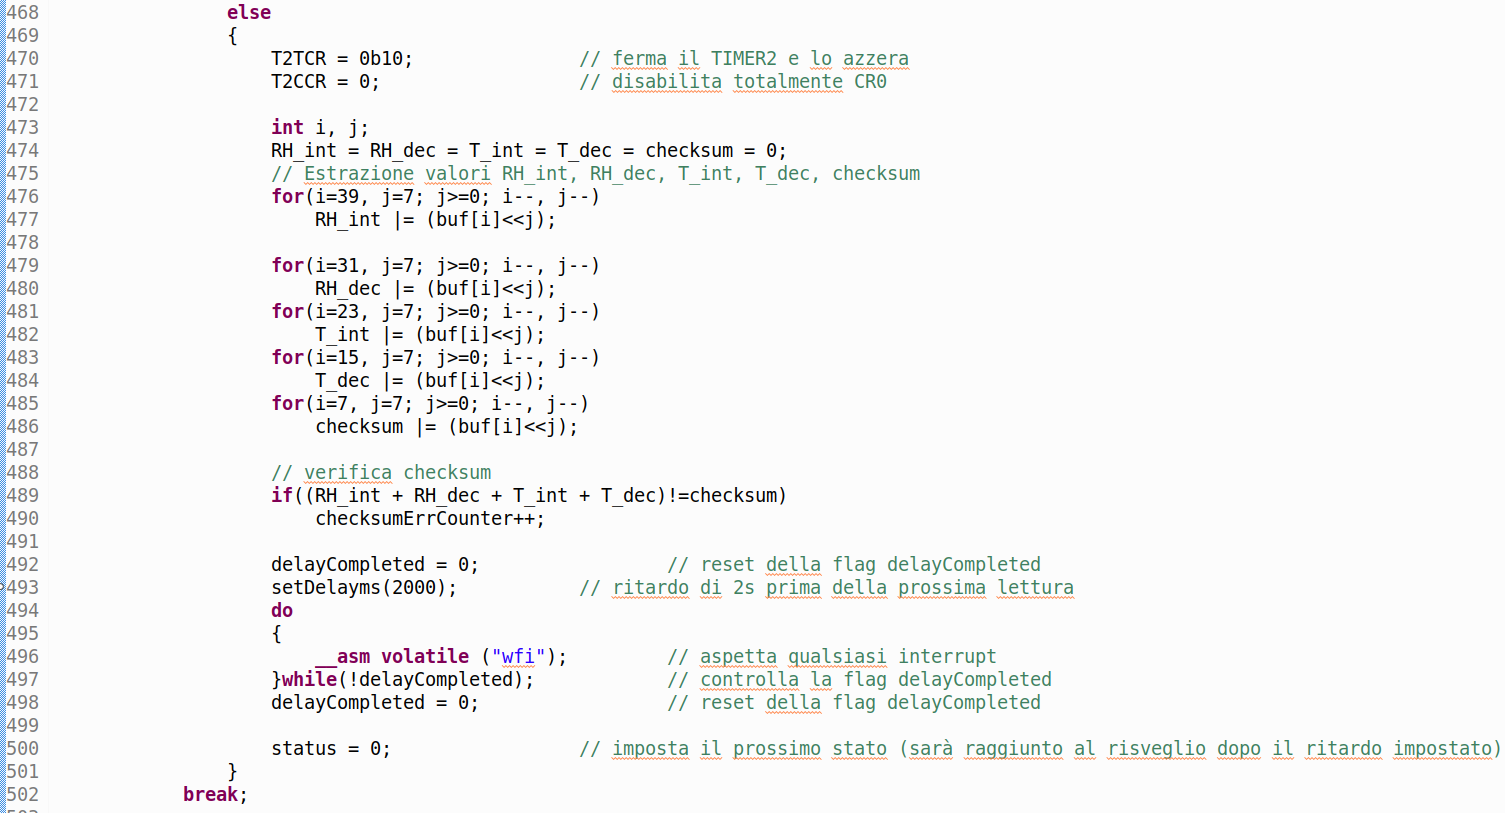 468 else
469 {
470 T2TCR = 0b10; // ferma il TIMER2 e lo azzera
471 T2CCR = 0; // disabilita totalmente CR0
472
473 int i, j;
474 RH_int = RH_dec = T_int = T_dec = checksum = 0;
475 // Estrazione valori RH_int, RH_dec, T_int, T_dec, checksum
476 for(i=39, j=7; j>=0; i--, j--)
477 RH_int |= (buf[i]<<j);
478
479 for(i=31, j=7; j>=0; i--, j--)
480 RH_dec |= (buf[i]<<j);
481 for(i=23, j=7; j>=0; i--, j--)
482 T_int |= (buf[i]<<j);
483 for(i=15, j=7; j>=0; i--, j--)
484 T_dec |= (buf[i]<<j);
485 for(i=7, j=7; j>=0; i--, j--)
486 checksum |= (buf[i]<<j);
487
488 // verifica checksum
489 if((RH_int + RH_dec + T_int + T_dec)!=checksum)
490 checksumErrCounter++;
491
492 delayCompleted = 0; // reset della flag delayCompleted
493 setDelayms(2000); // ritardo di 2s prima della prossima lettura
494 do
495 {
496 __asm volatile ("wfi"); // aspetta qualsiasi interrupt
497 }while(!delayCompleted); // controlla la flag delayCompleted
498 delayCompleted = 0; // reset della flag delayCompleted
499
500 status = 0; // imposta il prossimo stato (sarà raggiunto al risveglio dopo il ritardo impostato)
501 }
502 break;